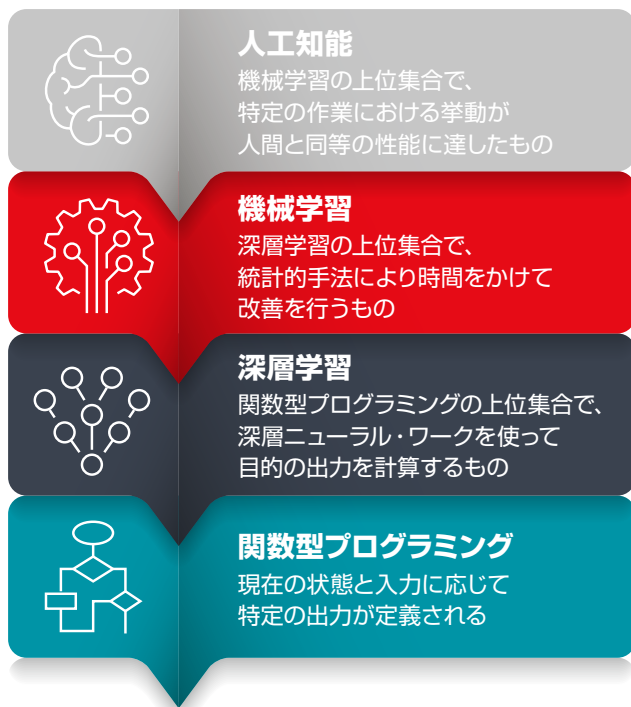 人工知能
機械学習の上位集合で、
特定の作業における挙動が
人間と同等の性能に達したもの
機械学習
深層学習の上位集合で、
統計的手法により時間をかけて
改善を行うもの
深層学習
関数型プログラミングの上位集合で、
深層ニューラル・ワークを使って
目的の出力を計算するもの
関数型プログラミング
現在の状態と入力に応じて
特定の出力が定義される